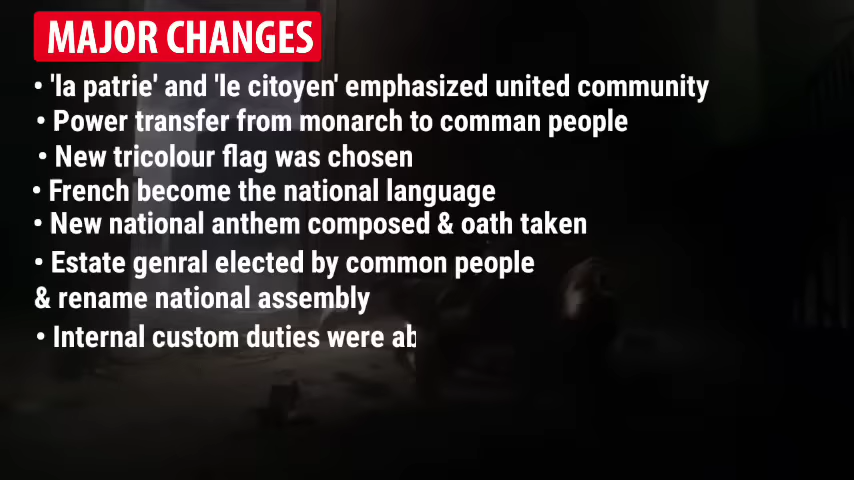 MAJOR CHANGES
• 'la patrie' and 'le citoyen' emphasized united community
• Power transfer from monarch to comman people
• New tricolour flag was chosen
• French become the national language
• New national anthem composed & oath taken
• Estate genral elected by common people
& rename national assembly
• Internal custom duties were ab